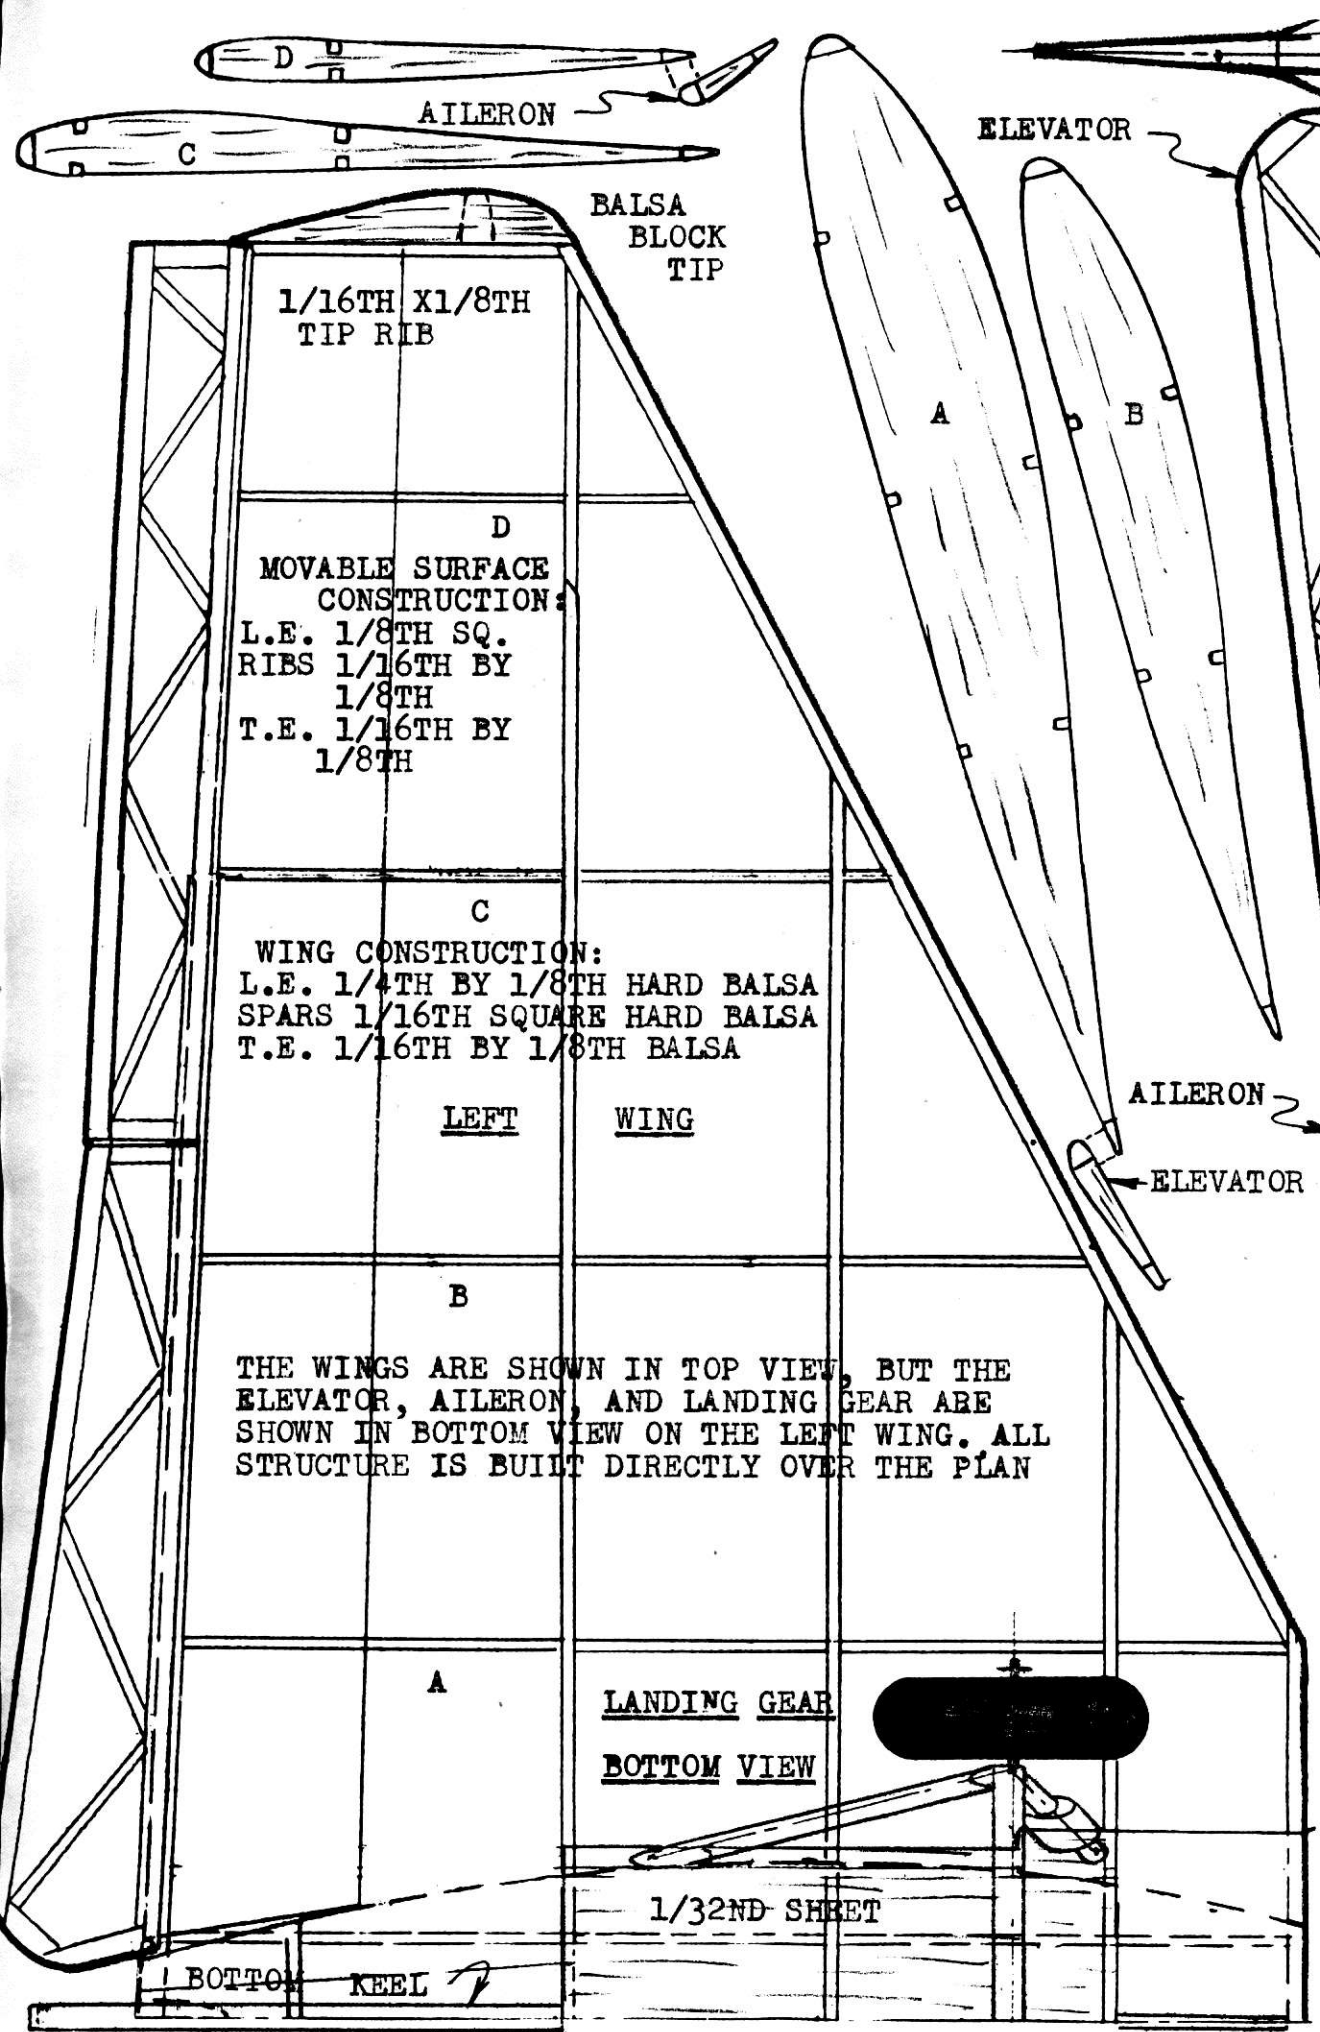 D
AILERON
C
ELEVATOR
BALSA
BLOCK
TIP
1/16TH X1/8TH
TIP RIB
A
B
D
MOVABLE SURFACE
CONSTRUCTION:
L.E. 1/8TH SQ.
RIBS 1/16TH BY
1/8TH
T.E. 1/16TH BY
1/8TH
C
WING CONSTRUCTION:
L.E. 1/4TH BY 1/8TH HARD BALSA
SPARS 1/16TH SQUARE HARD BALSA
T.E. 1/16TH BY 1/8TH BALSA
LEFT WING
AILERON
ELEVATOR
B
THE WINGS ARE SHOWN IN TOP VIEW, BUT THE
ELEVATOR, AILERON, AND LANDING GEAR ARE
SHOWN IN BOTTOM VIEW ON THE LEFT WING. ALL
STRUCTURE IS BUILT DIRECTLY OVER THE PLAN
A
LANDING GEAR
BOTTOM VIEW
1/32ND SHEET
BOTTOM KEEL